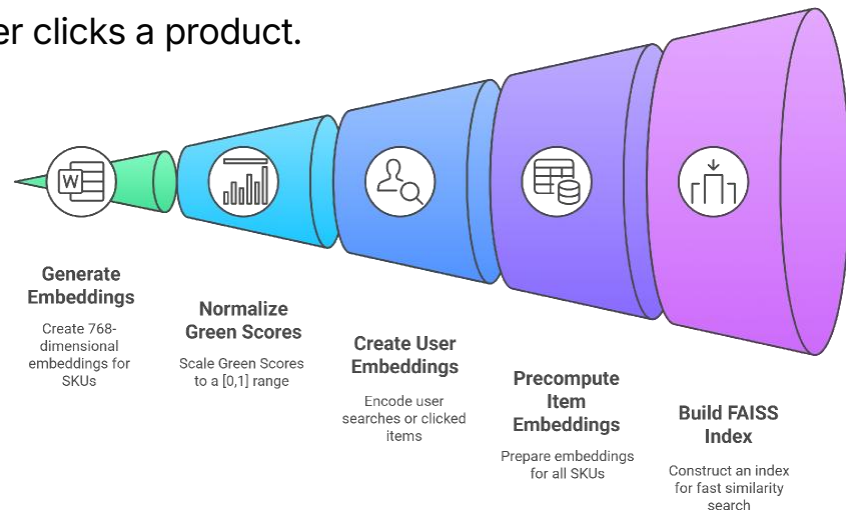 er clicks a product.
W
Generate
Embeddings
Create 768-
dimensional
embeddings for
SKUs
Normalize
Green Scores
Scale Green Scores
to a [0,1] range
Create User
Embeddings
Encode user
searches or clicked
items
Precompute
Item
Embeddings
Prepare embeddings
for all SKUs
Build FAISS
Index
Construct an index
for fast similarity
search